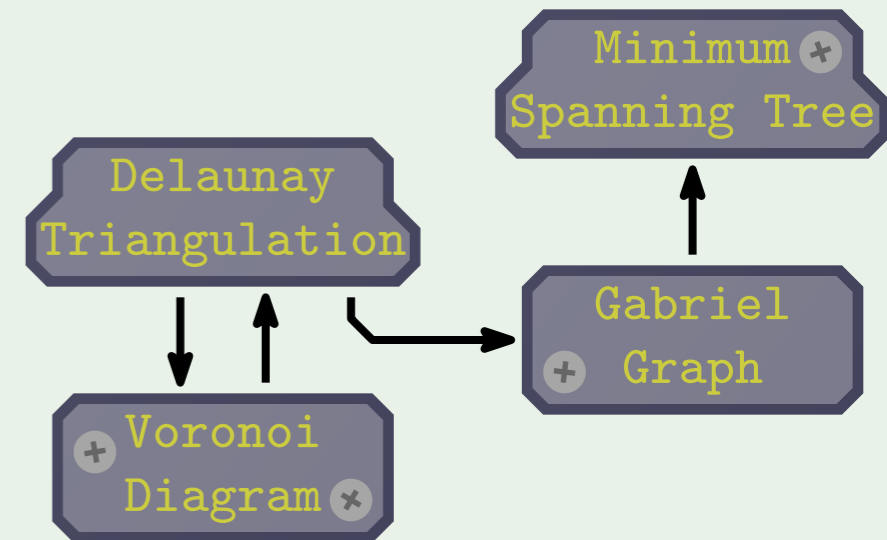 Minimum
Spanning Tree
Delaunay
Triangulation
Gabriel
Graph
Voronoi
Diagram